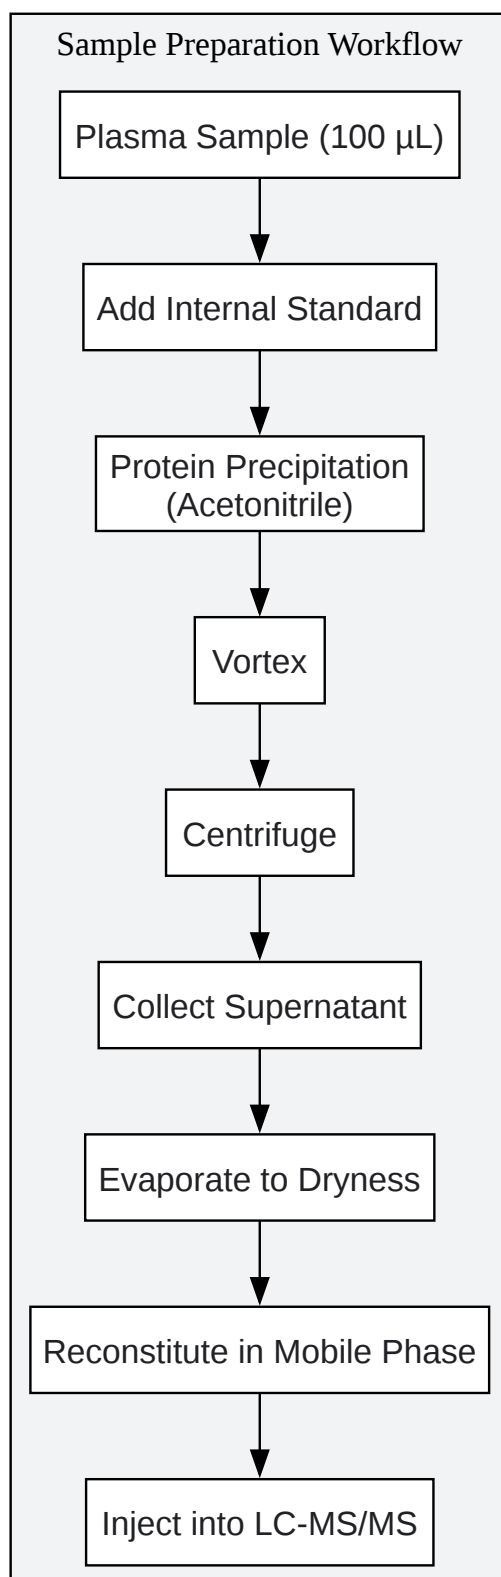 Sample Preparation Workflow
Plasma Sample (100 µL)
Add Internal Standard
Protein Precipitation
(Acetonitrile)
Vortex
Centrifuge
Collect Supernatant
Evaporate to Dryness
Reconstitute in Mobile Phase
Inject into LC-MS/MS